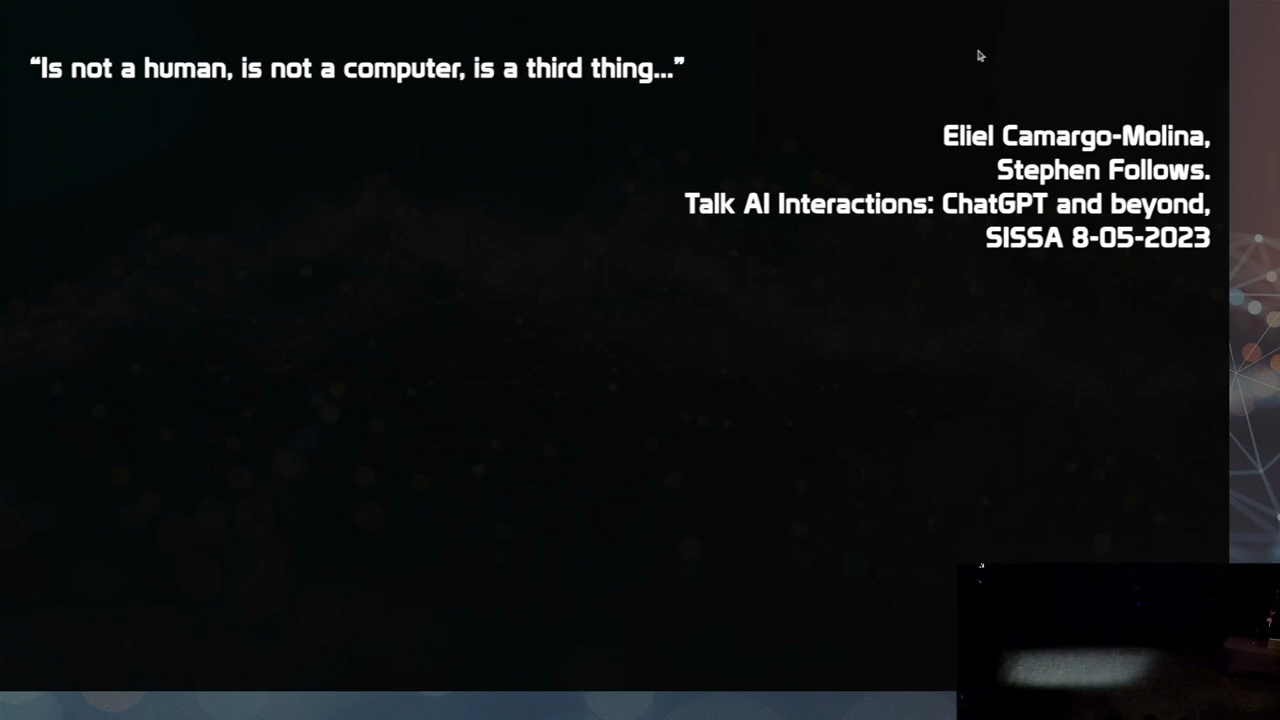 “Is not a human, is not a computer, is a third thing...”
Eliel Camargo-Molina,
Stephen Follows.
Talk AI Interactions: ChatGPT and beyond,
SISSA 8-05-2023